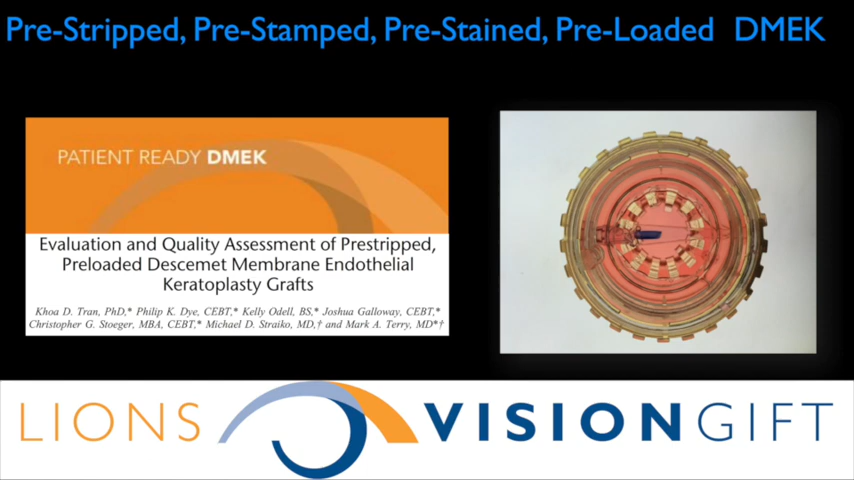 Pre-Stripped, Pre-Stamped, Pre-Stained, Pre-Loaded DMEK
PATIENT READY DMEK
Evaluation and Quality Assessment of Prestripped,
Preloaded Descemet Membrane Endothelial
Keratoplasty Grafts
Khoa D. Tran, PhD,* Philip K. Dye, CEBT,* Kelly Odell, BS,* Joshua Galloway, CEBT,*
Christopher G. Stoeger, MBA, CEBT,* Michael D. Straiko, MD,† and Mark A. Terry, MD*†
LIONS VISIONGIFT